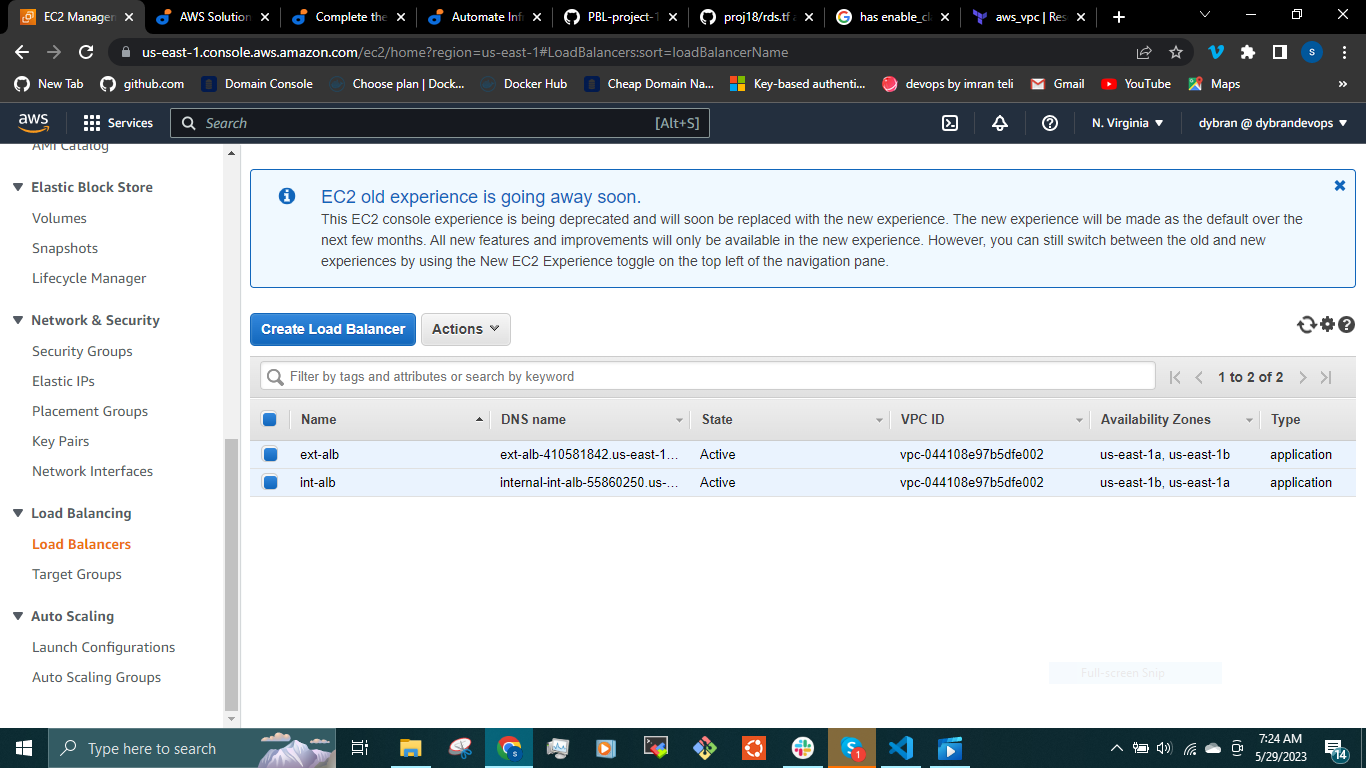 EC2 Managen
AWS Solution
Complete the
Automate Infr
PBL-project-1
proj18/rds.tf a
has enable_cla
aws_vpc | Res
us-east-1.console.aws.amazon.com/ec2/home?region=us-east-1#LoadBalancers:sort=loadBalancerName
S
New Tab
github.com
Domain Console
Choose plan | Dock...
Docker Hub
Cheap Domain Na...
Key-based authenti...
devops by imran teli
Gmail
YouTube
Maps
»
aws
Services
Search
[Alt+S]
N. Virginia
dybran @ dybrandevops
AMI Catalog
Elastic Block Store
Volumes
Snapshots
Lifecycle Manager
Network & Security
Security Groups
Elastic IPs
Placement Groups
Key Pairs
Network Interfaces
Load Balancing
Load Balancers
Target Groups
Auto Scaling
Launch Configurations
Auto Scaling Groups
EC2 old experience is going away soon.
This EC2 console experience is being deprecated and will soon be replaced with the new experience. The new experience will be made as the default over the
next few months. All new features and improvements will only be available in the new experience. However, you can still switch between the old and new
experiences by using the New EC2 Experience toggle on the top left of the navigation pane.
Create Load Balancer
Actions
Filter by tags and attributes or search by keyword
1 to 2 of 2
Name
DNS name
State
VPC ID
Availability Zones
Type
ext-alb
ext-alb-410581842.us-east-1...
Active
vpc-044108e97b5dfe002
us-east-1a, us-east-1b
application
int-alb
internal-int-alb-55860250.us-...
Active
vpc-044108e97b5dfe002
us-east-1b, us-east-1a
application
Full-screen Snip
Type here to search
1
7:24 AM
5/29/2023
14